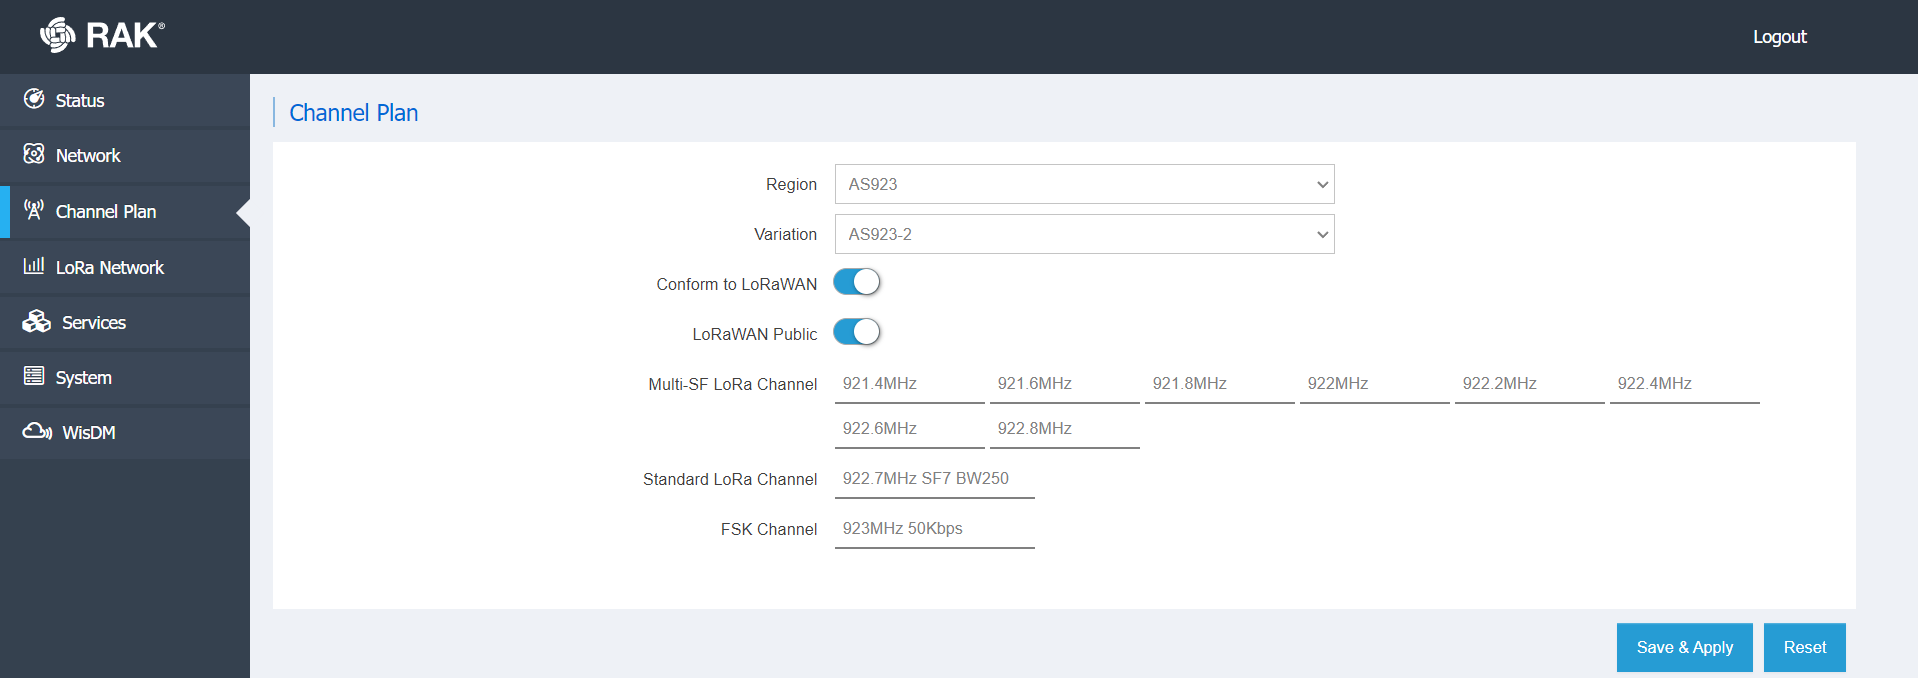 RAK®
Logout
Status
Network
Channel Plan
LoRa Network
Services
System
WisDM
Channel Plan
Region AS923
Variation AS923-2
Conform to LoRaWAN
LoRaWAN Public
Multi-SF LoRa Channel 921.4MHz 921.6MHz 921.8MHz 922MHz 922.2MHz 922.4MHz
922.6MHz 922.8MHz
Standard LoRa Channel 922.7MHz SF7 BW250
FSK Channel 923MHz 50Kbps
Save & Apply Reset